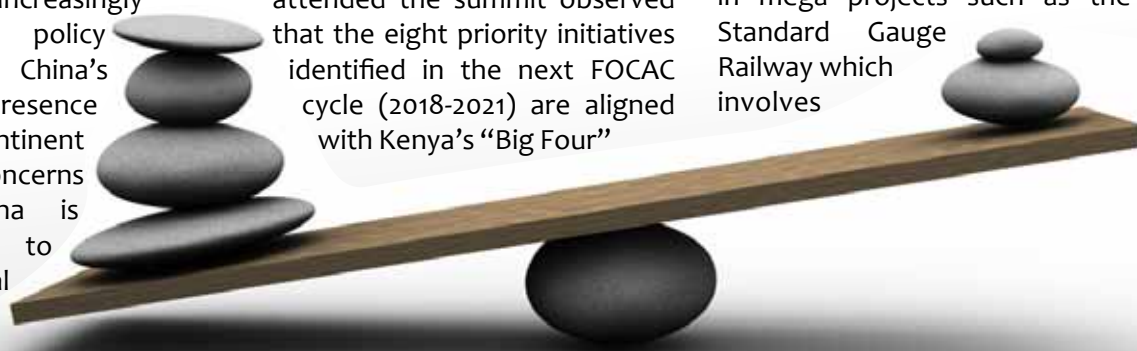 increasingly
policy
China's
resence
ntinent
oncerns
na is
to
al
attended the summit observed
that the eight priority initiatives
identified in the next FOCAC
cycle (2018-2021) are aligned
with Kenya's “Big Four”
in mega projects such as the
Standard Gauge
Railway which
involves